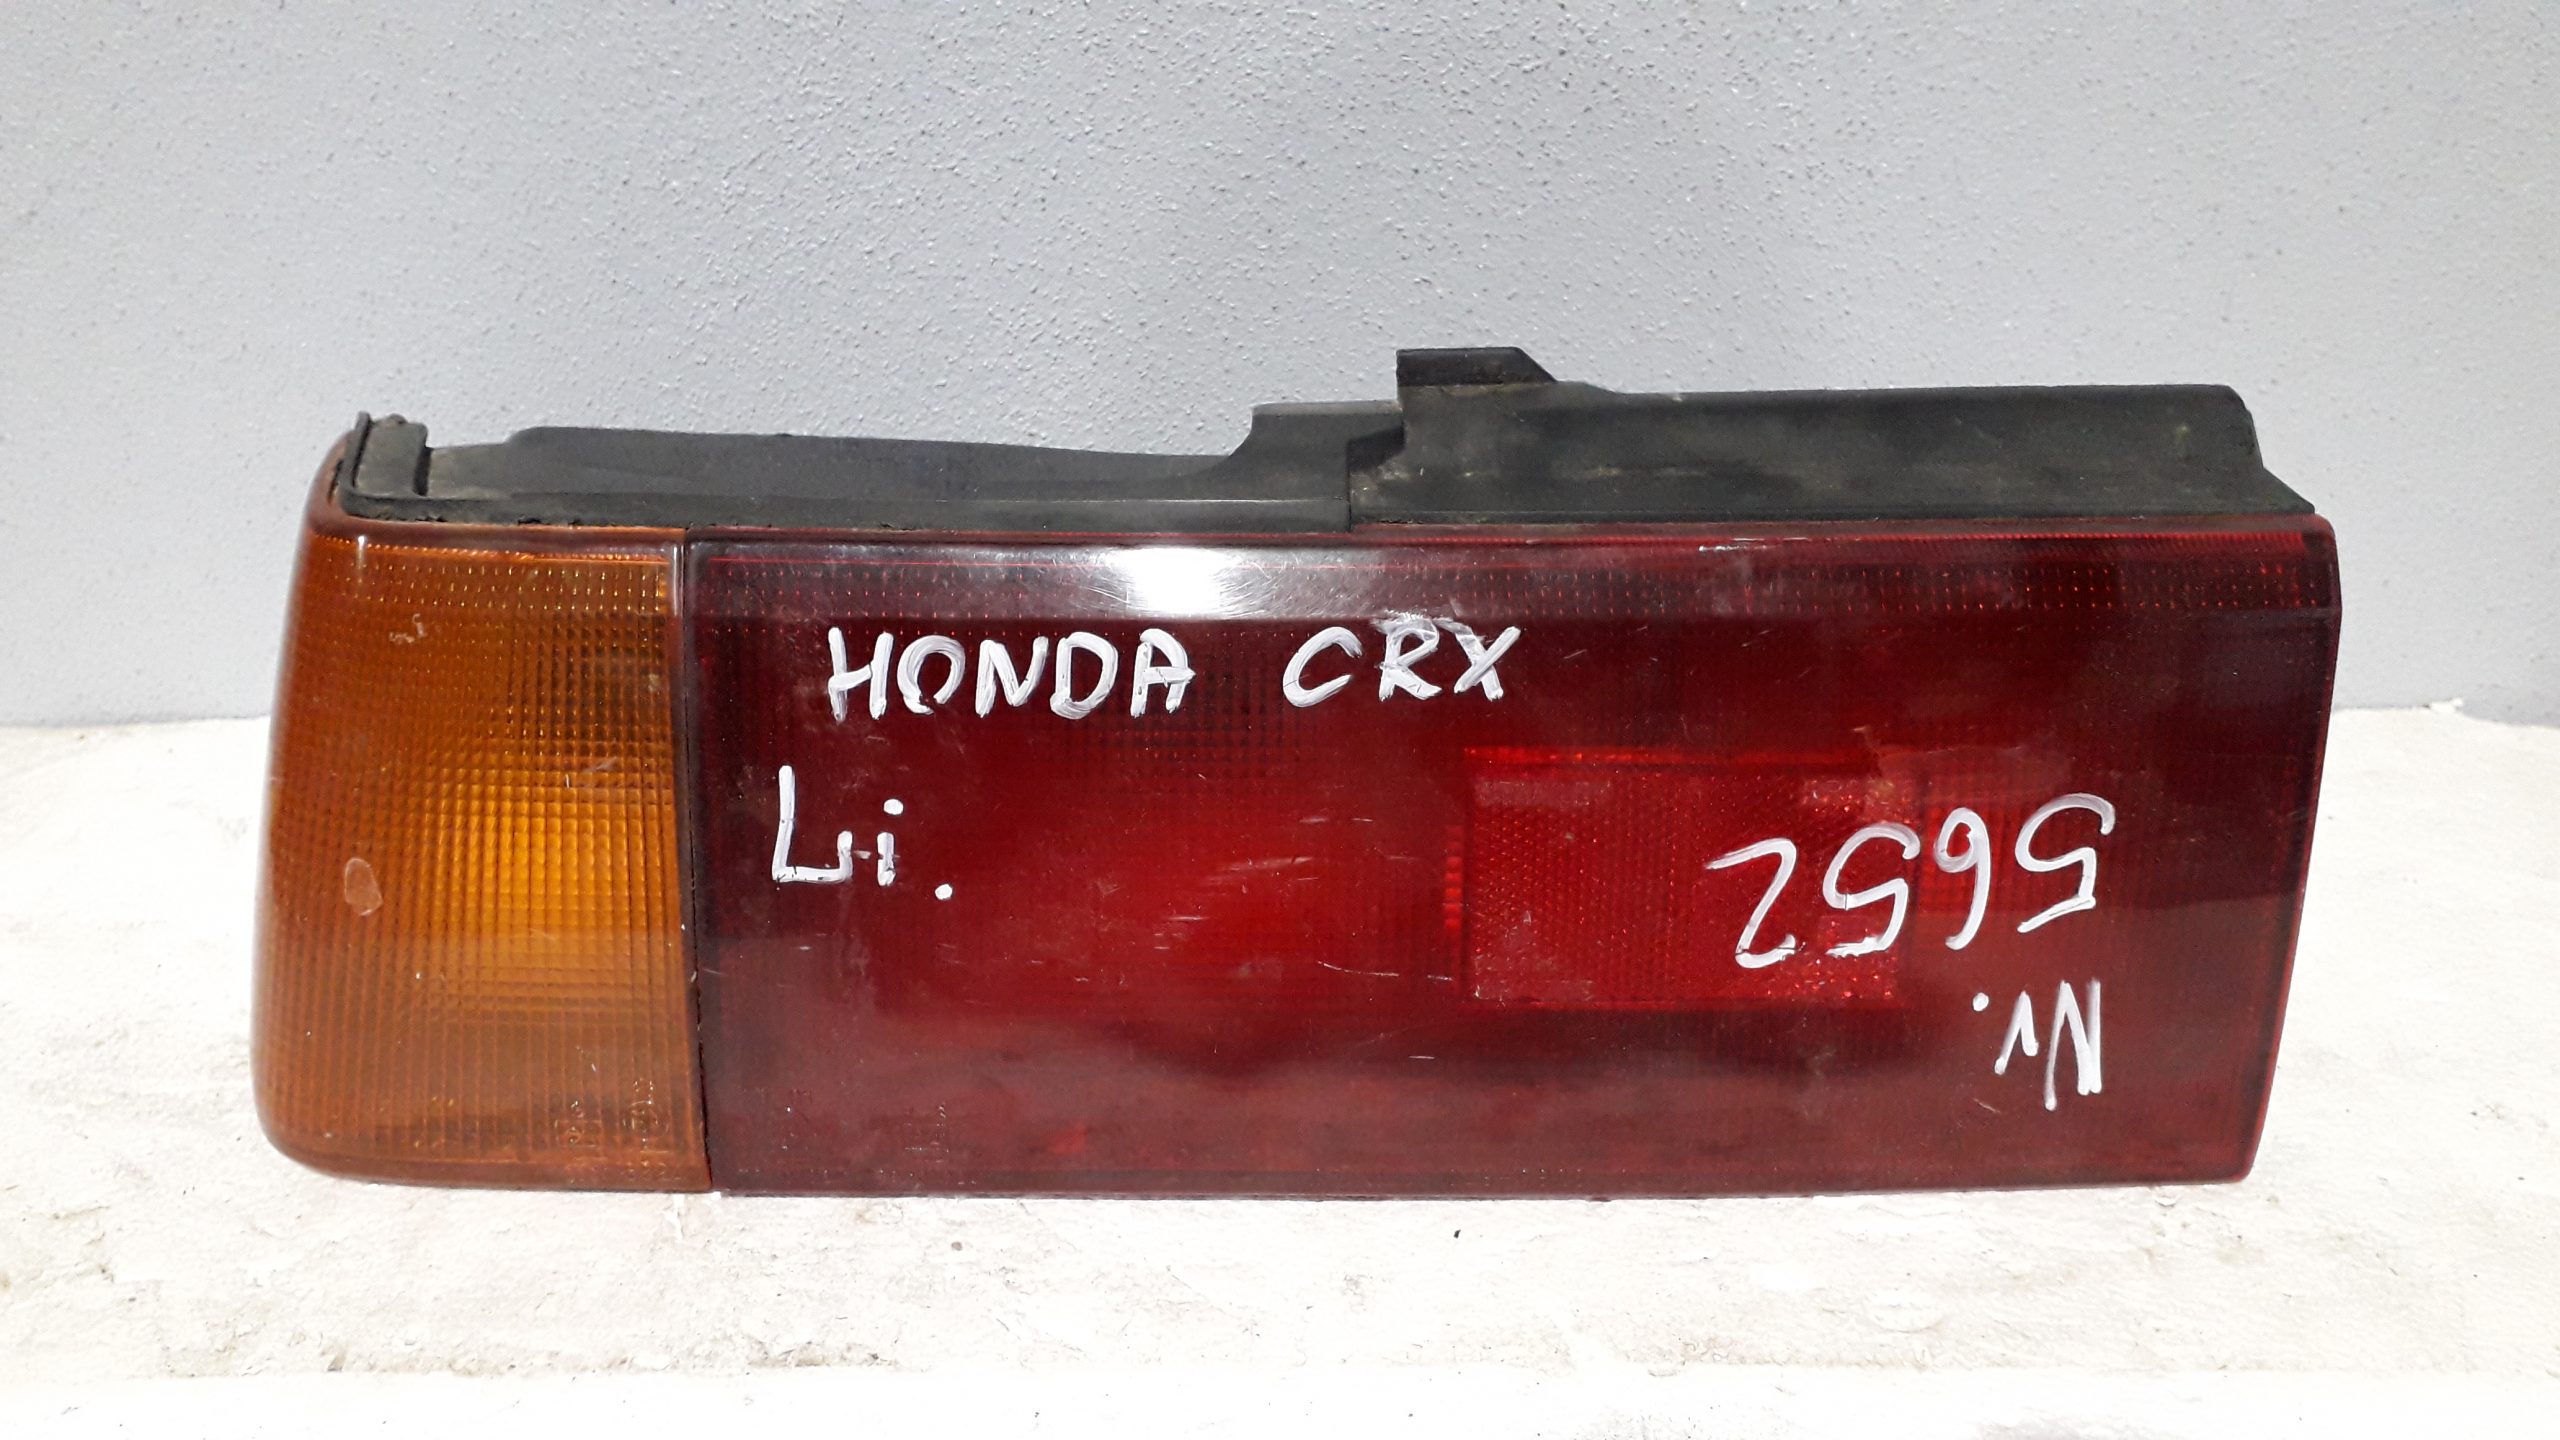 HONDA CRX
Li.
Nr.
5652